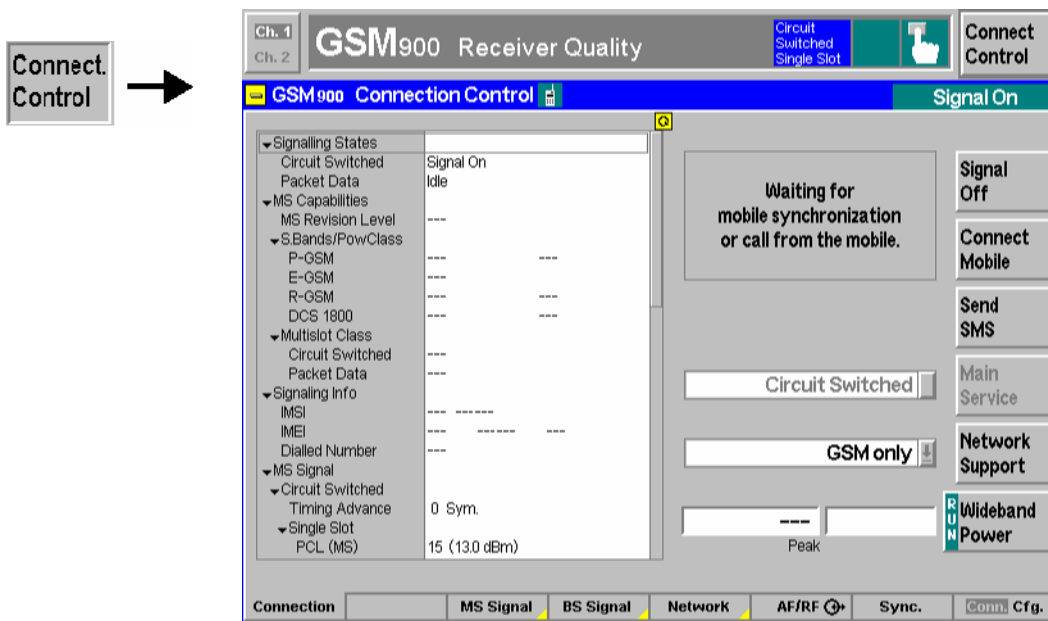 Connect.
Control
Ch. 1
Ch. 2
GSM900 Receiver Quality
Circuit
Switched
Single Slot
Connect
Control
GSM 900 Connection Control
Signal On
Signalling States
Circuit Switched Signal On
Packet Data Idle
MS Capabilities
MS Revision Level ---
S.Bands/PowClass
P-GSM --- ---
E-GSM ---
R-GSM --- ---
DCS 1800 --- ---
Multislot Class
Circuit Switched ---
Packet Data ---
Signaling Info
IMSI --- ------
IMEI --- ------ ---
Dialled Number ---
MS Signal
Circuit Switched
Timing Advance 0 Sym.
Single Slot
PCL (MS) 15 (13.0 dBm)
Waiting for
mobile synchronization
or call from the mobile.
Circuit Switched
GSM only
---
Peak
Signal
Off
Connect
Mobile
Send
SMS
Main
Service
Network
Support
RUN
Wideband
Power
Connection MS Signal BS Signal Network AF/RF Sync. Conn. Cfg.